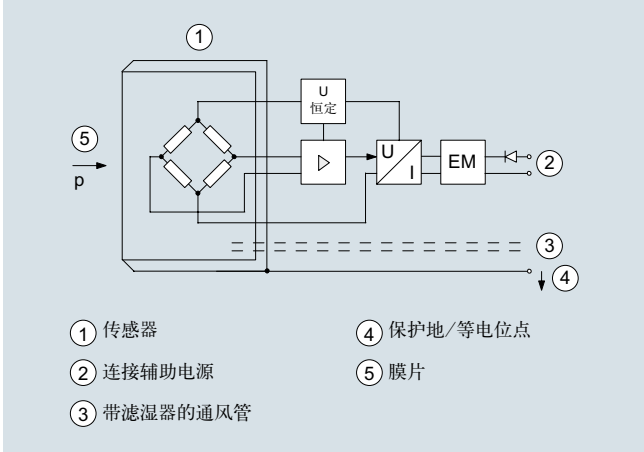 ①
U
恒定
⑤
p
U
I
EM
②
③
④
① 传感器
② 连接辅助电源
③ 带滤湿器的通风管
④ 保护地/等电位点
⑤ 膜片